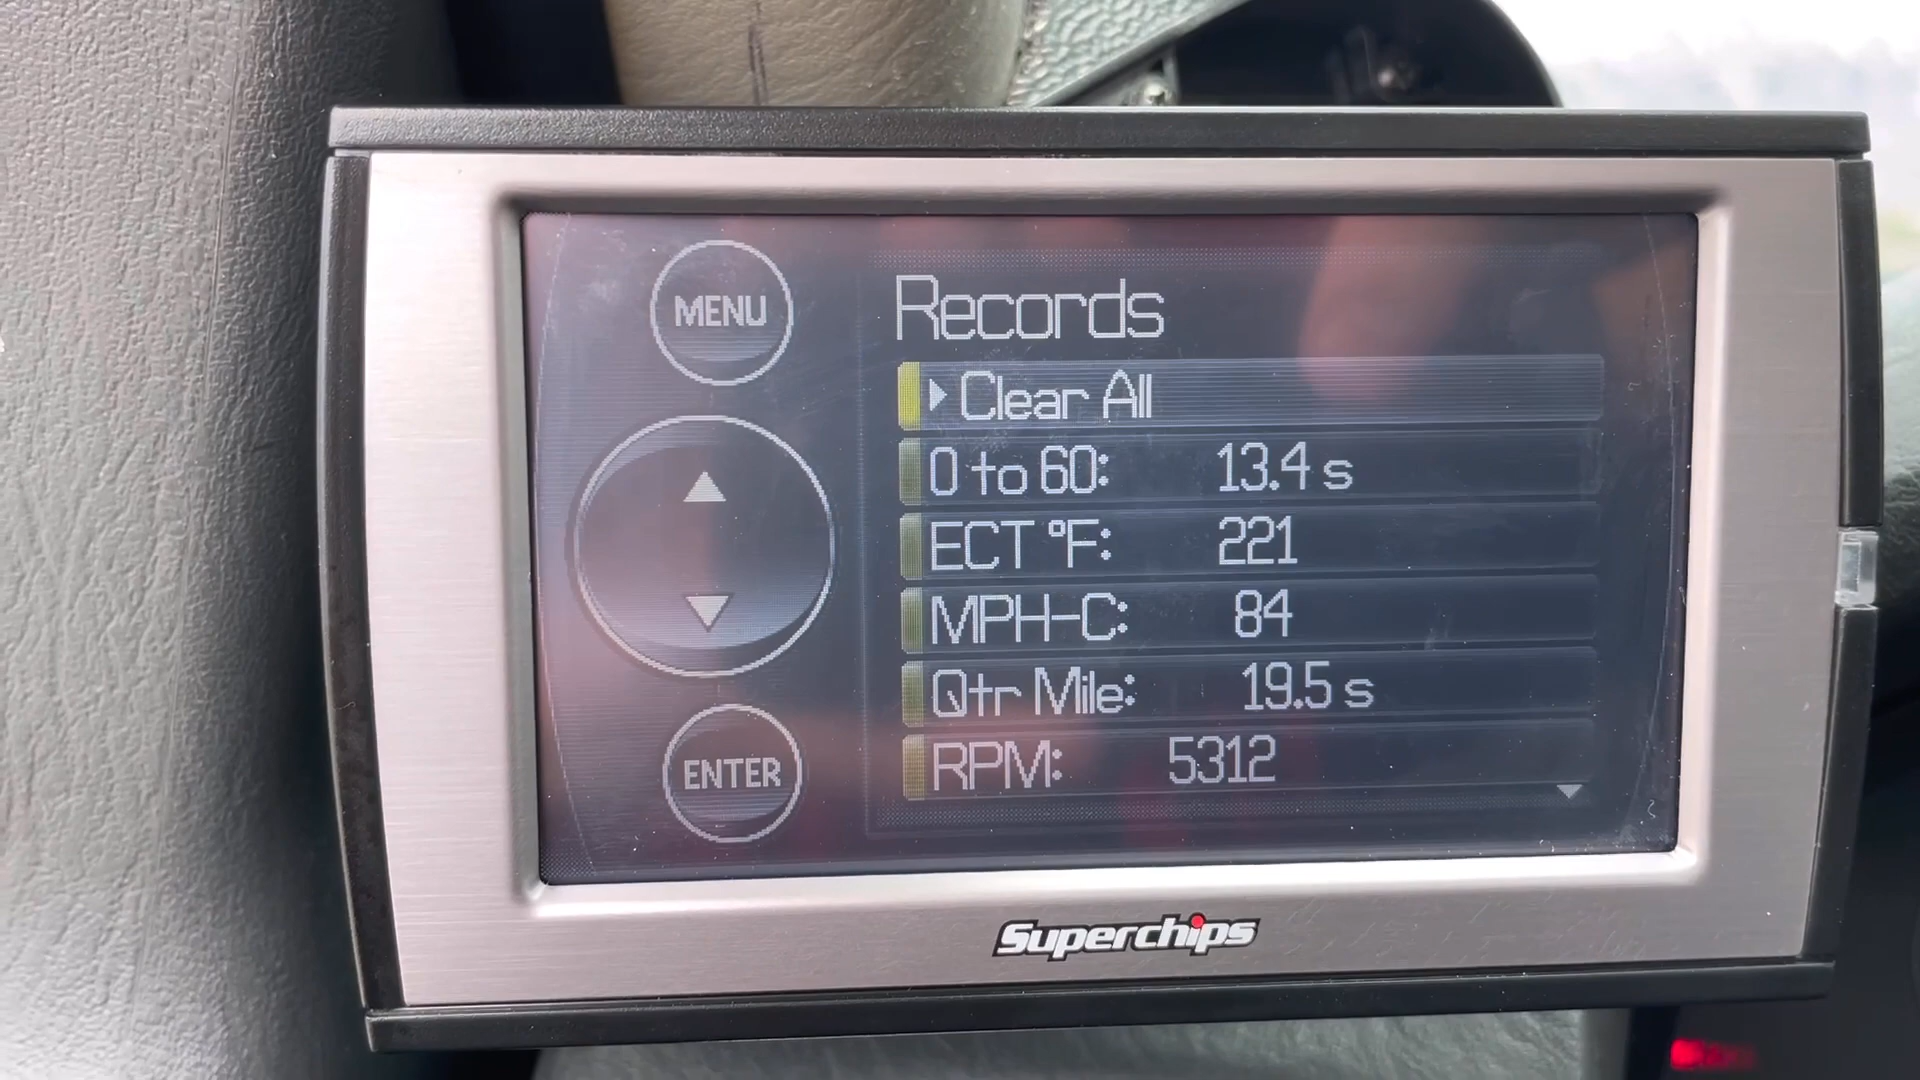 MENU
Records
Clear All
0 to 60: 13.4 s
ECT °F: 221
MPH-C: 84
Qtr Mile: 19.5 s
RPM: 5312
ENTER
Superchips